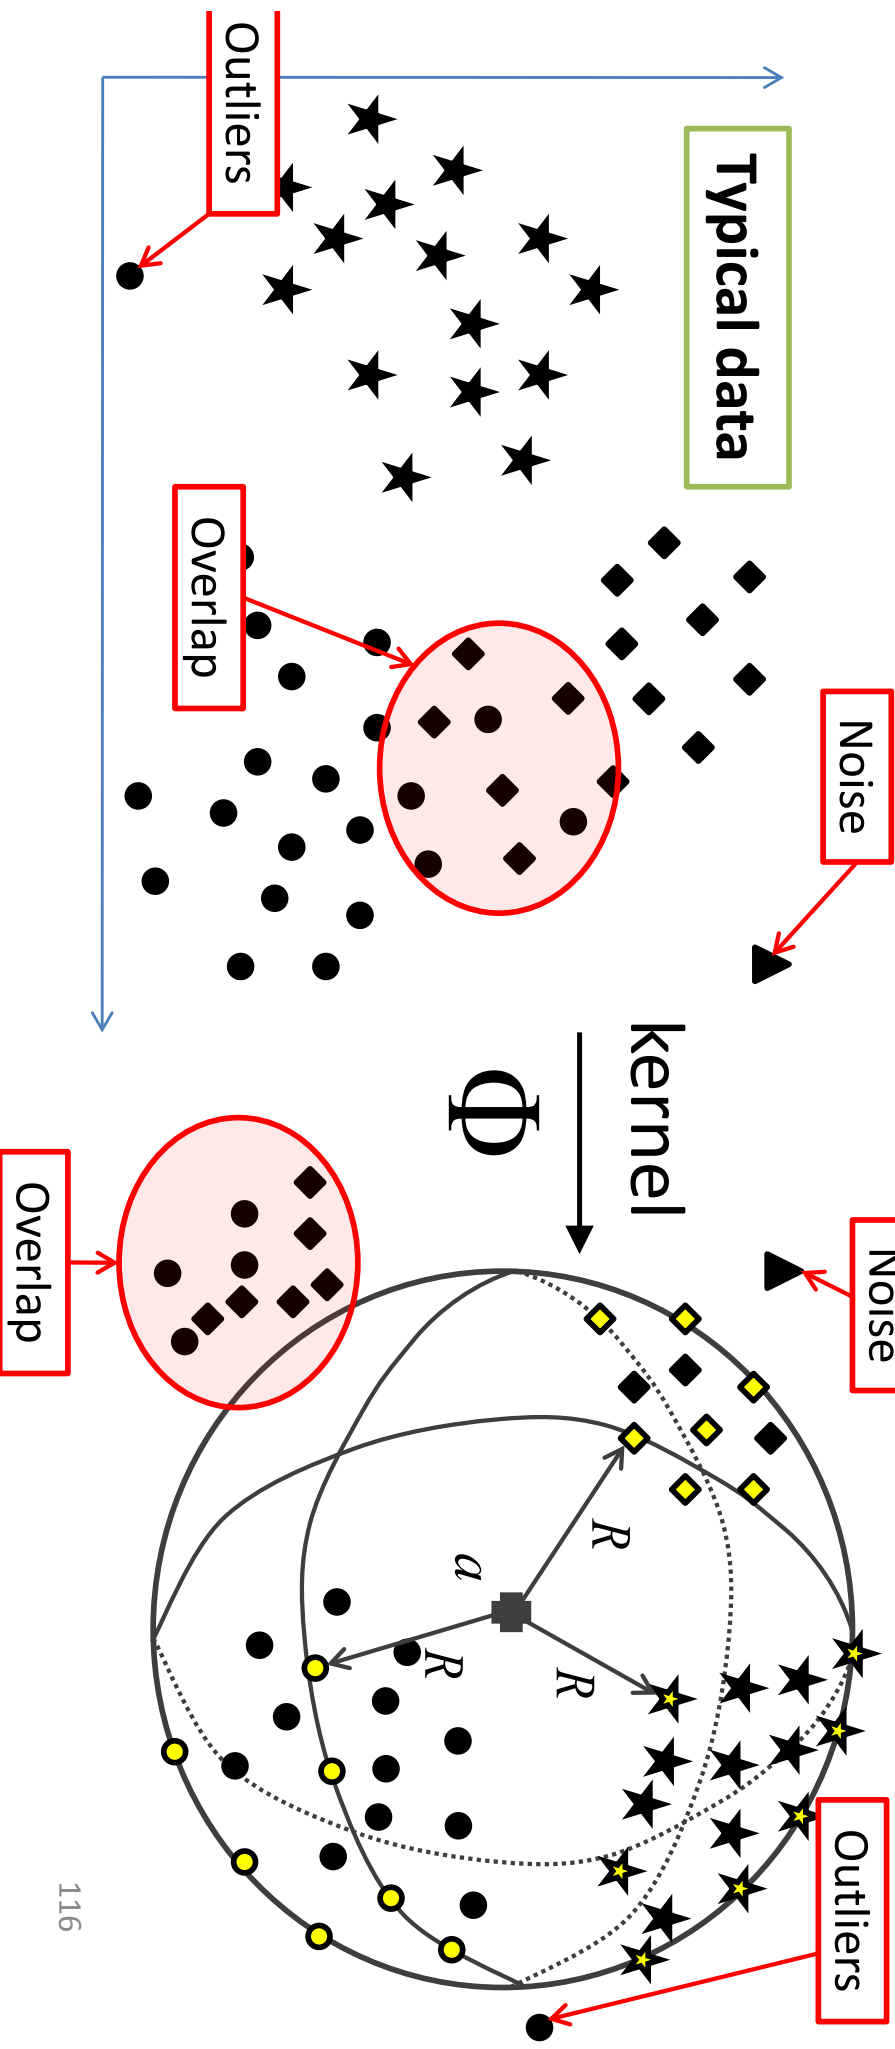 Typical data
Noise
Noise
Outliers
Overlap
kernel
Φ
R
a
R
R
Outliers
Overlap
116